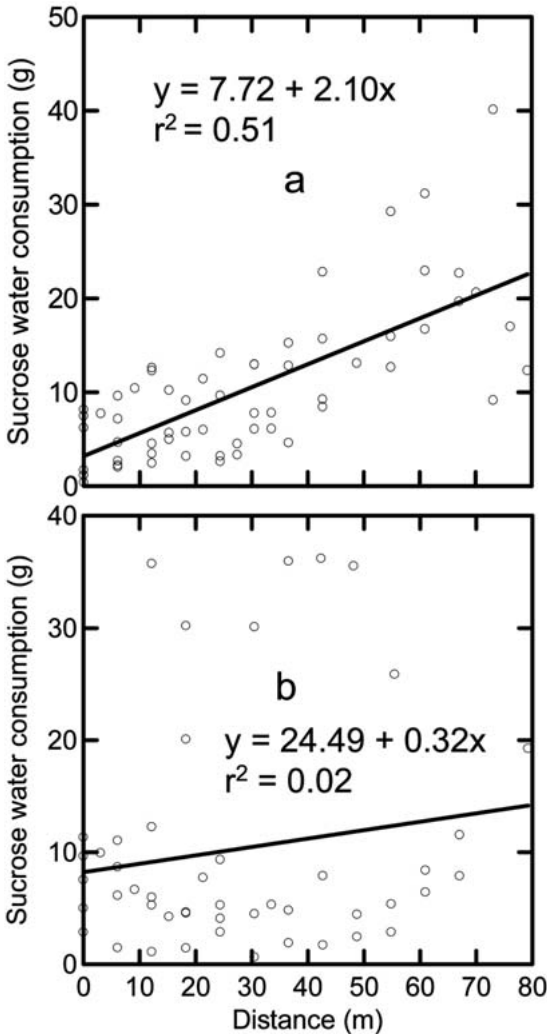 50
40
30
20
10
0
Sucrose water consumption (g)
y = 7.72 + 2.10x
r² = 0.51
a
40
30
20
10
0
Sucrose water consumption (g)
b
y = 24.49 + 0.32x
r² = 0.02
0 10 20 30 40 50 60 70 80
Distance (m)